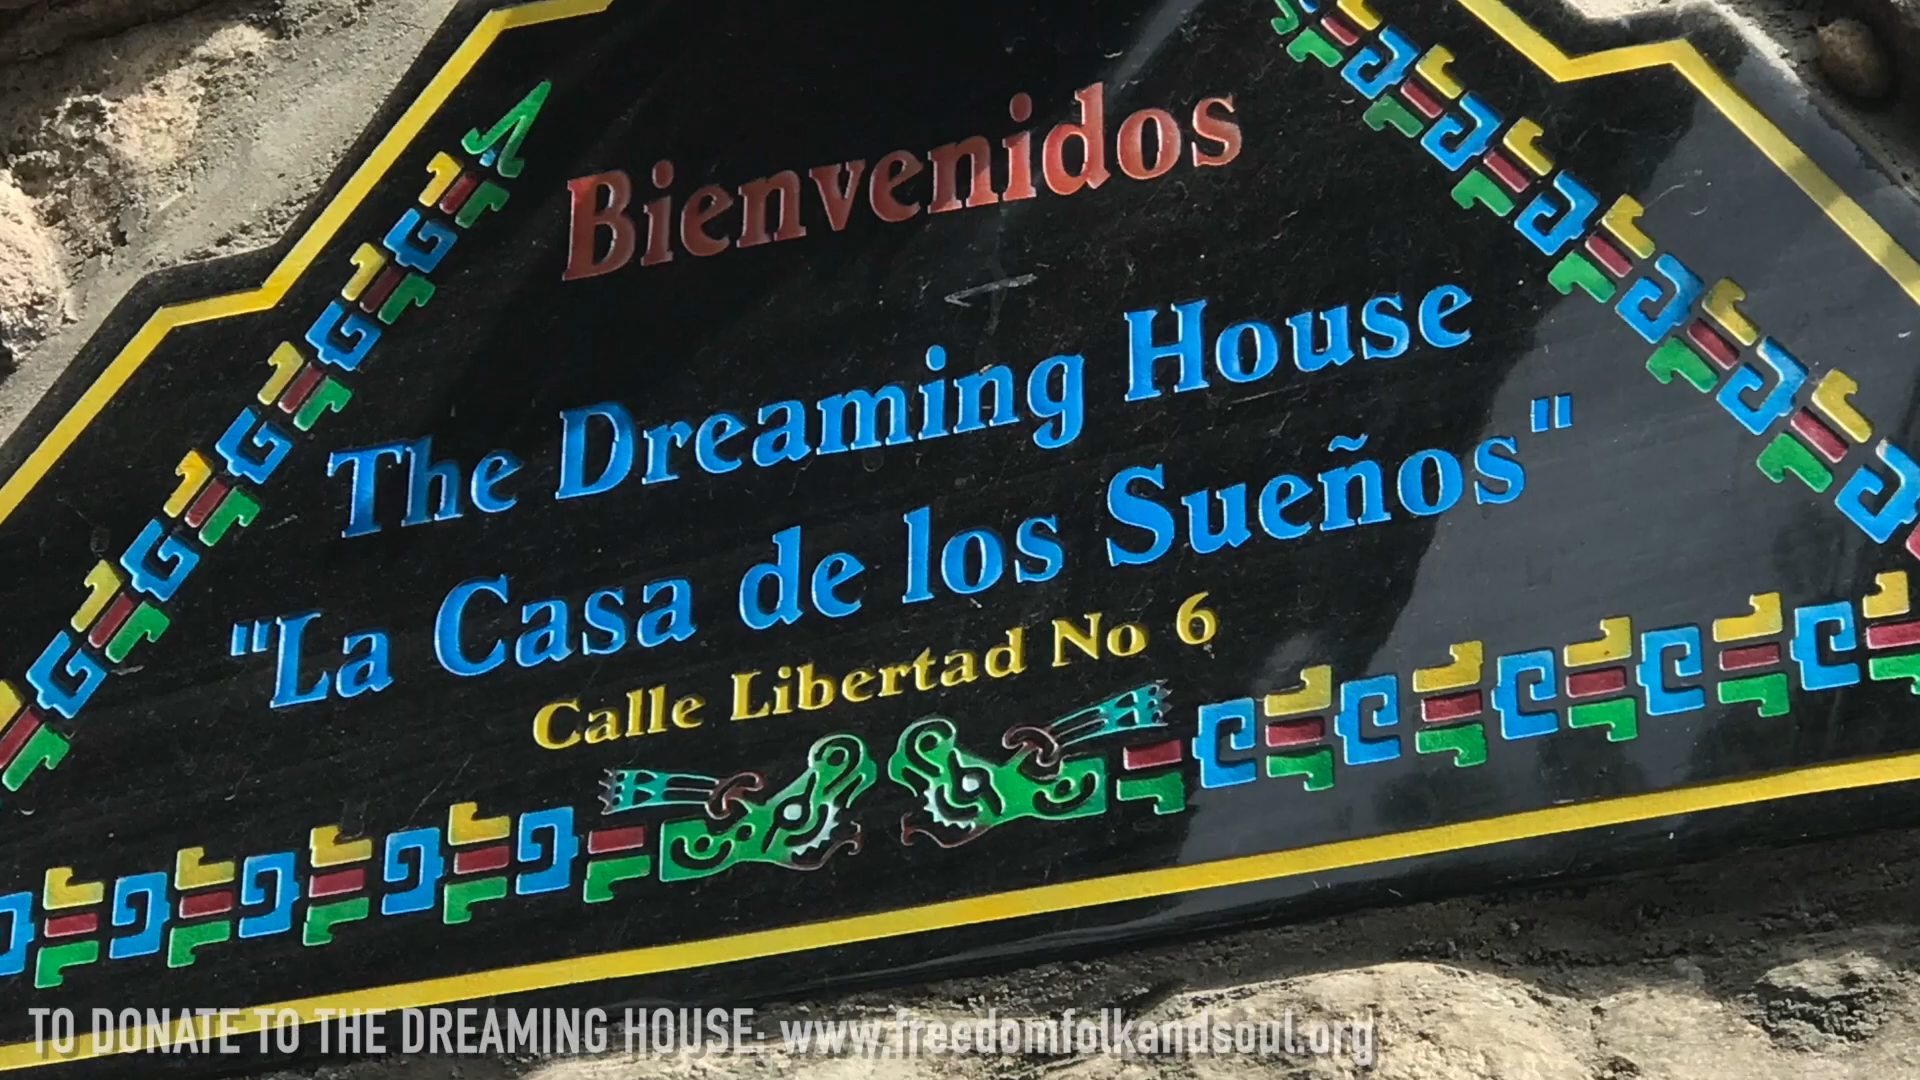 Bienvenidos
The Dreaming House
"La Casa de los Sueños"
Calle Libertad No 6
TO DONATE TO THE DREAMING HOUSE: www.freedomfolkandsoul.org